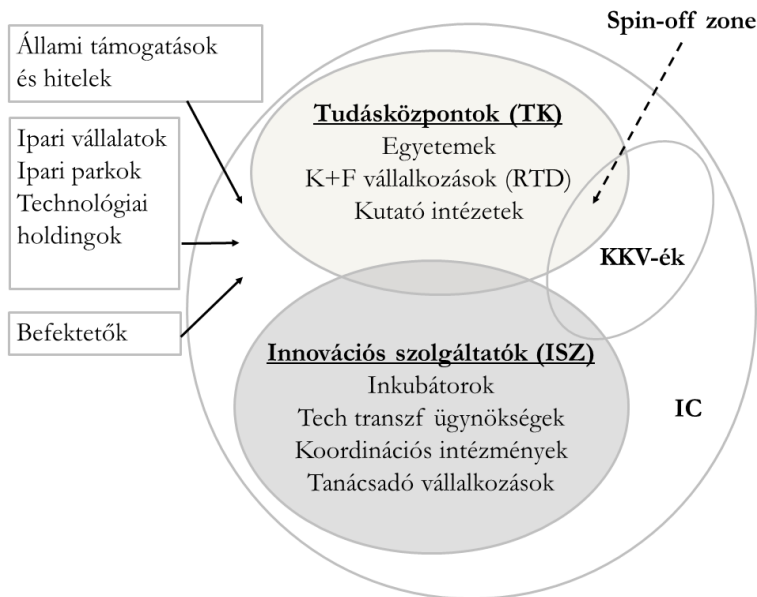 Spin-off zone
Állami támogatások
és hitelek
Ipari vállalatok
Ipari parkok
Technológiai
holdingok
Befektetők
Tudásközpontok (TK)
Egyetemek
K+F vállalkozások (RTD)
Kutató intézetek
KKV-ék
Innovációs szolgáltatók (ISZ)
Inkubátorok
Tech transzf ügynökségek
Koordinációs intézmények
Tanácsadó vállalkozások
IC